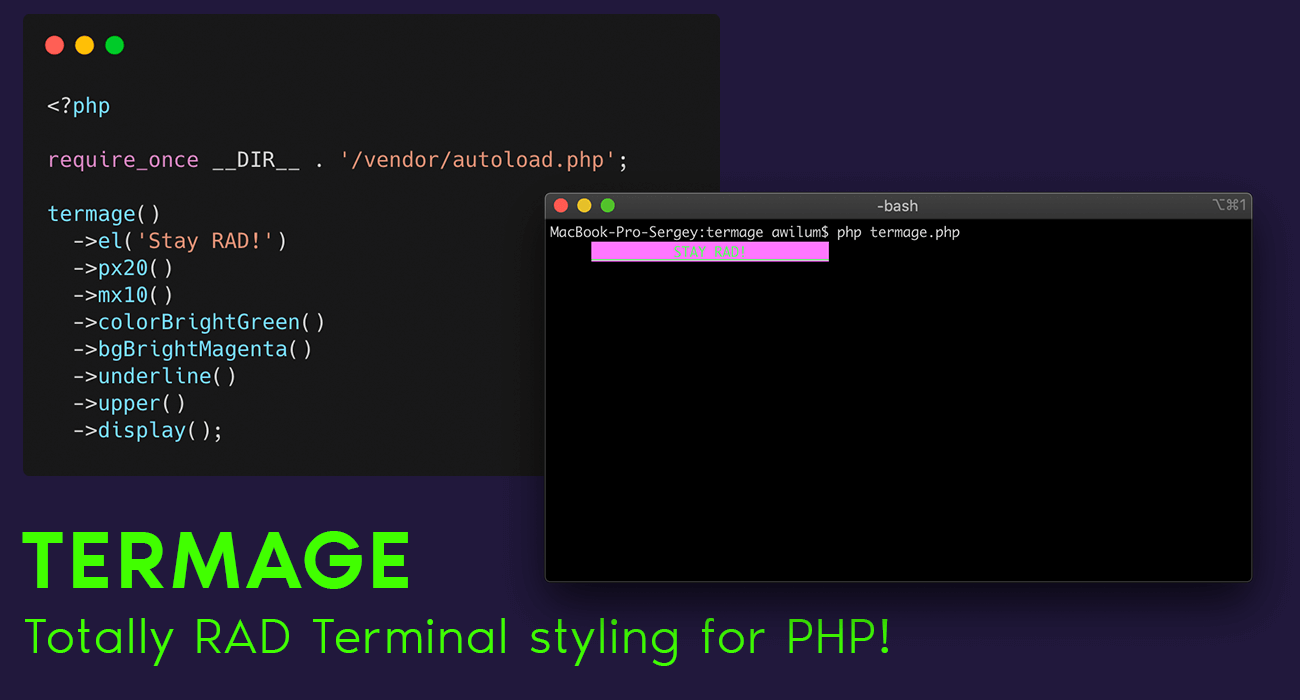 <?php
require_once __DIR__ . '/vendor/autoload.php';
termage()
->el('Stay RAD!')
->px20()
->mx10()
->colorBrightGreen()
->bgBrightMagenta()
->underline()
->upper()
->display();
-bash
⌥⌘1
MacBook-Pro-Sergey:termage awilum$ php termage.php
STAY RAD!
TERMAGE
Totally RAD Terminal styling for PHP!